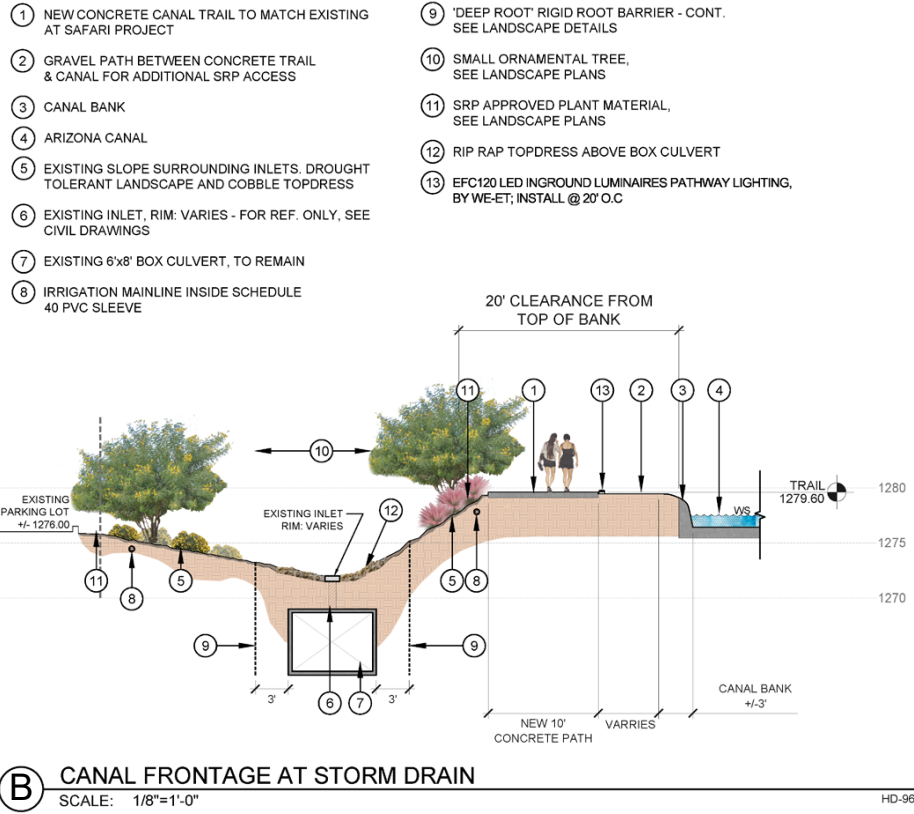 1 NEW CONCRETE CANAL TRAIL TO MATCH EXISTING
AT SAFARI PROJECT
2 GRAVEL PATH BETWEEN CONCRETE TRAIL
& CANAL FOR ADDITIONAL SRP ACCESS
3 CANAL BANK
4 ARIZONA CANAL
5 EXISTING SLOPE SURROUNDING INLETS. DROUGHT
TOLERANT LANDSCAPE AND COBBLE TOPDRESS
6 EXISTING INLET, RIM: VARIES - FOR REF. ONLY, SEE
CIVIL DRAWINGS
7 EXISTING 6'x8' BOX CULVERT, TO REMAIN
8 IRRIGATION MAINLINE INSIDE SCHEDULE
40 PVC SLEEVE
9 'DEEP ROOT' RIGID ROOT BARRIER - CONT.
SEE LANDSCAPE DETAILS
10 SMALL ORNAMENTAL TREE,
SEE LANDSCAPE PLANS
11 SRP APPROVED PLANT MATERIAL,
SEE LANDSCAPE PLANS
12 RIP RAP TOPDRESS ABOVE BOX CULVERT
13 EFC120 LED INGROUND LUMINAIRES PATHWAY LIGHTING,
BY WE-ET; INSTALL @ 20' O.C
20' CLEARANCE FROM
TOP OF BANK
11 1 13 2 3 4
10
EXISTING
PARKING LOT
+/- 1276.00
EXISTING INLET
RIM: VARIES
12
WS
TRAIL
1279.60
1280
1275
1270
11 8 5 5 8
9 9
3' 6 7 3'
NEW 10'
CONCRETE PATH
VARRIES
CANAL BANK
+/-3'
B CANAL FRONTAGE AT STORM DRAIN
SCALE: 1/8"=1'-0"
HD-96